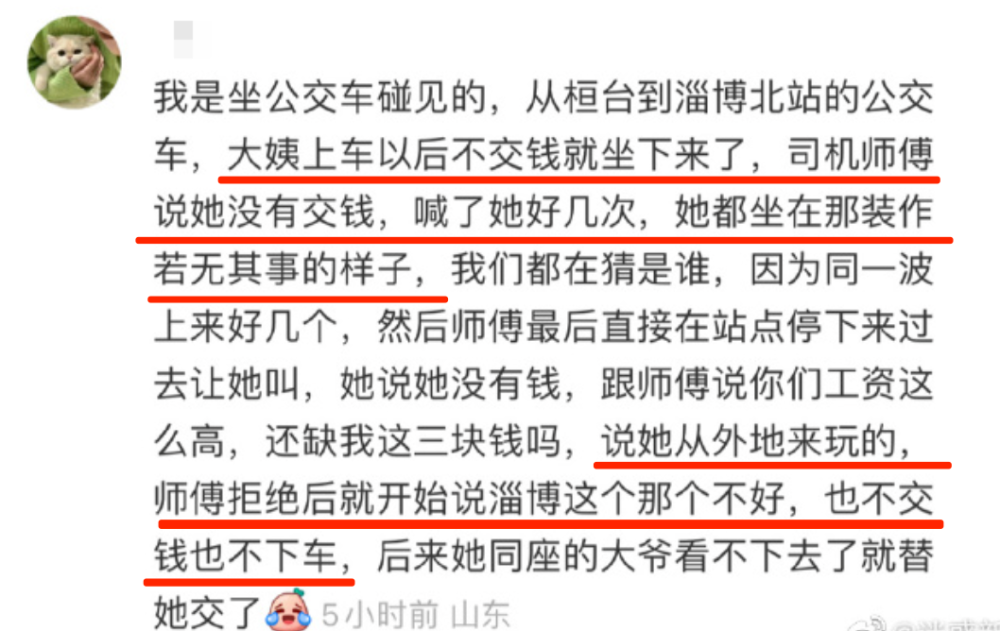 我是坐公交车碰见的，从桓台到淄博北站的公交
车，大姨上车以后不交钱就坐下来了，司机师傅
说她没有交钱，喊了她好几次，她都坐在那装作
若无其事的样子，我们都在猜是谁，因为同一波
上来好几个，然后师傅最后直接在站点停下来过
去让她叫，她说她没有钱，跟师傅说你们工资这
么高，还缺我这三块钱吗，说她从外地来玩的，
师傅拒绝后就开始说淄博这个那个不好，也不交
钱也不下车，后来她同座的大爷看不下去了就替
她交了 5小时前 山东